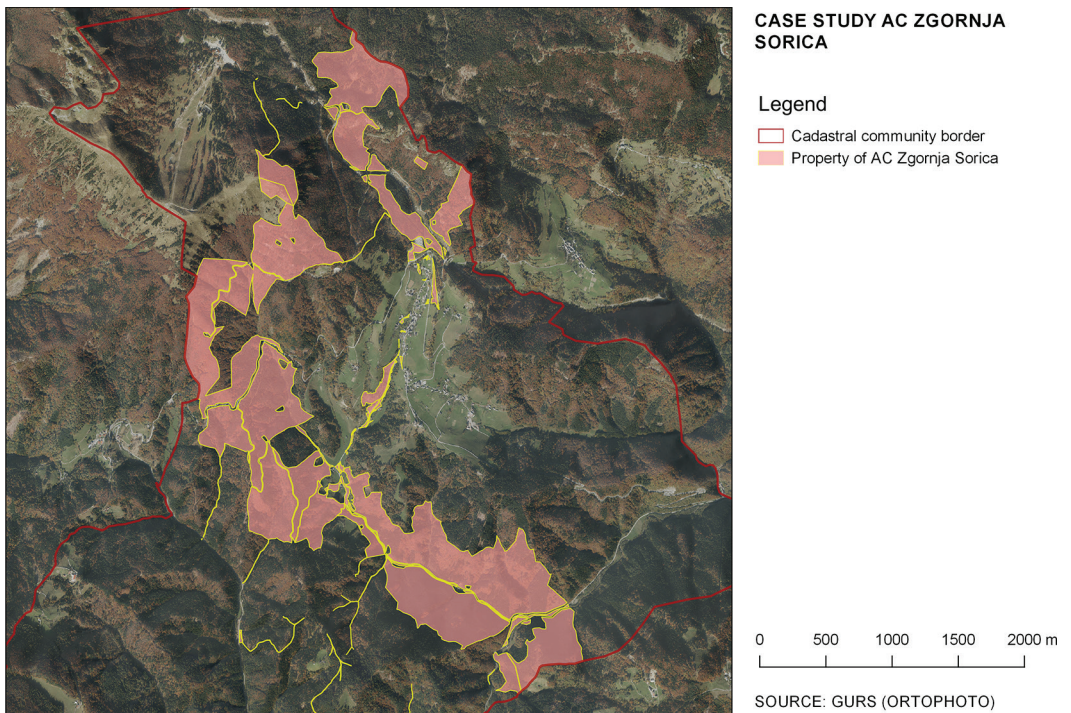 CASE STUDY AC ZGORNJA
SORICA
Legend
Cadastral community border
Property of AC Zgornja Sorica
0 500 1000 1500 2000 m
SOURCE: GURS (ORTOPHOTO)